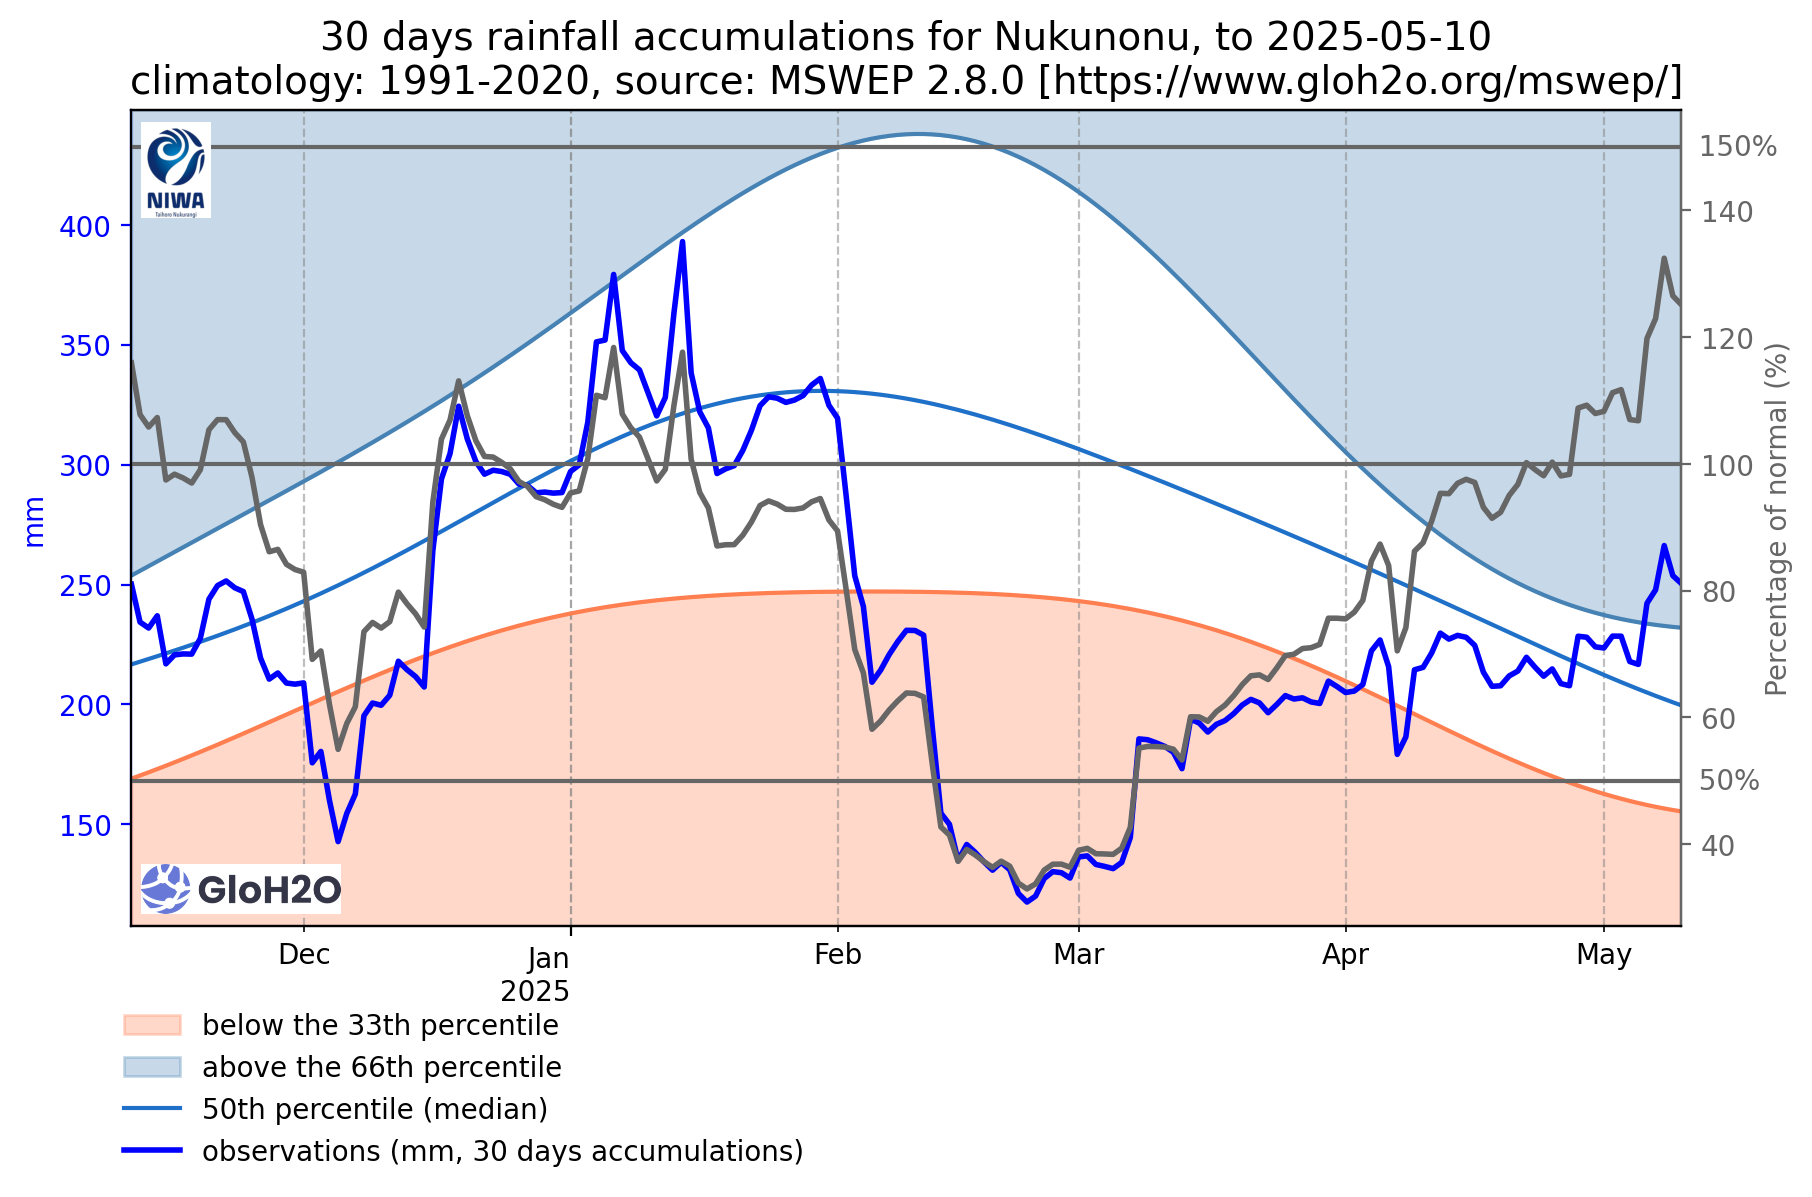 30 days rainfall accumulations for Nukunonu, to 2025-05-10
climatology: 1991-2020, source: MSWEP 2.8.0 [https://www.gloh2o.org/mswep/]
NIWA
Taihoro Nukurangi
400
350
300
250
200
150
mm
150%
140
120
100
80
60
50%
40
Percentage of normal (%)
GloH2O
Dec
Jan
2025
Feb
Mar
Apr
May
below the 33th percentile
above the 66th percentile
50th percentile (median)
observations (mm, 30 days accumulations)